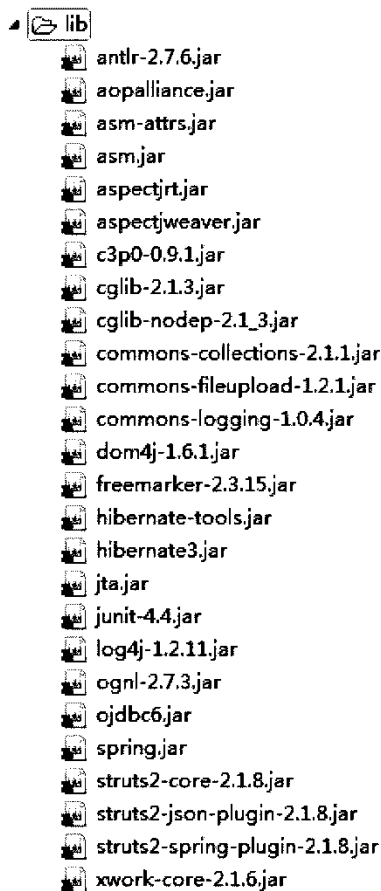 lib
antlr-2.7.6.jar
aopalliance.jar
asm-attrs.jar
asm.jar
aspectjrt.jar
aspectjweaver.jar
c3p0-0.9.1.jar
cglib-2.1.3.jar
cglib-nodep-2.1_3.jar
commons-collections-2.1.1.jar
commons-fileupload-1.2.1.jar
commons-logging-1.0.4.jar
dom4j-1.6.1.jar
freemarker-2.3.15.jar
hibernate-tools.jar
hibernate3.jar
jta.jar
junit-4.4.jar
log4j-1.2.11.jar
ognl-2.7.3.jar
ojdbc6.jar
spring.jar
struts2-core-2.1.8.jar
struts2-json-plugin-2.1.8.jar
struts2-spring-plugin-2.1.8.jar
xwork-core-2.1.6.jar